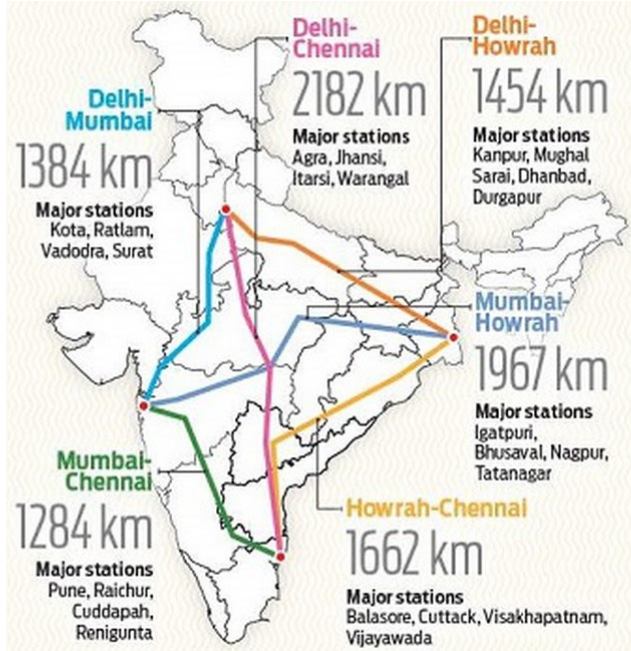 Delhi-
Chennai
2182 km
Major stations
Agra, Jhansi,
Itarsi, Warangal
Delhi-
Howrah
1454 km
Major stations
Kanpur, Mughal
Sarai, Dhanbad,
Durgapur
Delhi-
Mumbai
1384 km
Major stations
Kota, Ratlam,
Vadodra, Surat
Mumbai-
Howrah
1967 km
Major stations
Igatpuri,
Bhusaval, Nagpur,
Tatanagar
Mumbai-
Chennai
1284 km
Major stations
Pune, Raichur,
Cuddapah,
Renigunta
Howrah-Chennai
1662 km
Major stations
Balasore, Cuttack, Visakhapatnam,
Vijayawada